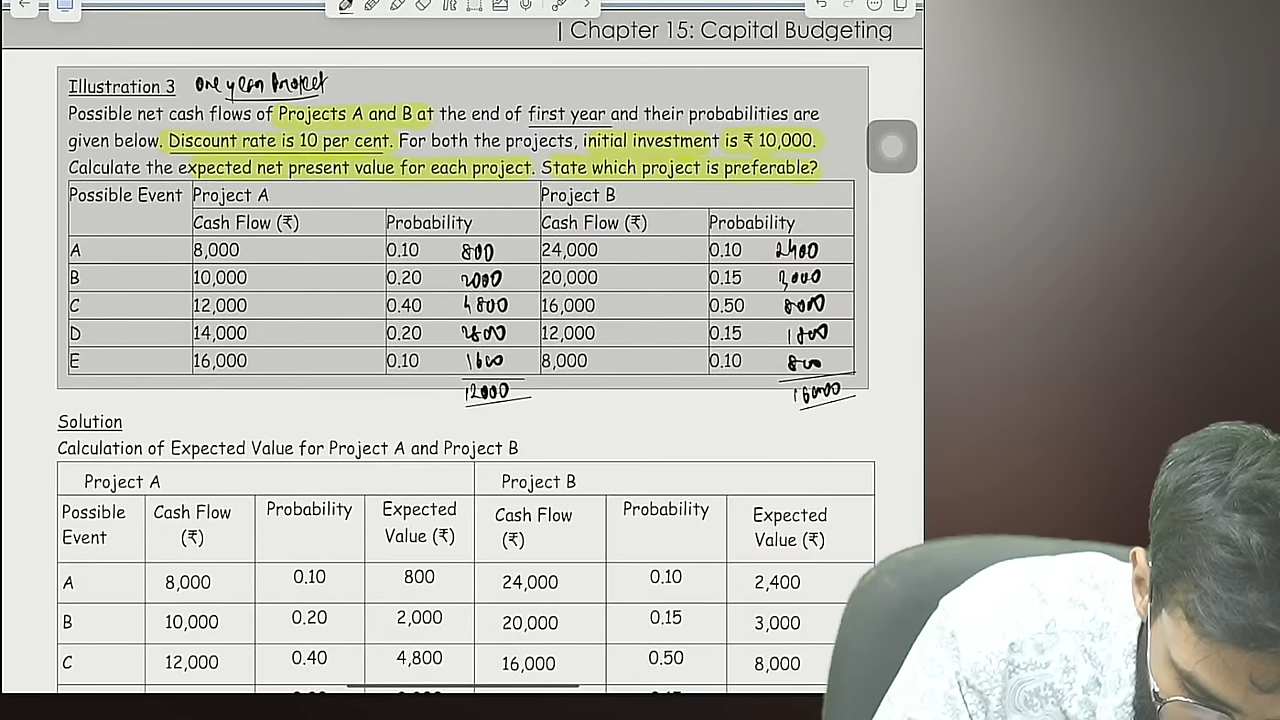 | Chapter 15: Capital Budgeting
Illustration 3 One year Project
Possible net cash flows of Projects A and B at the end of first year and their probabilities are
given below. Discount rate is 10 per cent. For both the projects, initial investment is ₹ 10,000.
Calculate the expected net present value for each project. State which project is preferable?
Possible Event Project A Project B
Cash Flow (₹) Probability Cash Flow (₹) Probability
A 8,000 0.10 800 24,000 0.10 2400
B 10,000 0.20 2000 20,000 0.15 3000
C 12,000 0.40 4800 16,000 0.50 8000
D 14,000 0.20 2800 12,000 0.15 1800
E 16,000 0.10 1600 8,000 0.10 800
12000 16000
Solution
Calculation of Expected Value for Project A and Project B
Project A Project B
Possible Event Cash Flow (₹) Probability Expected Value (₹) Cash Flow (₹) Probability Expected Value (₹)
A 8,000 0.10 800 24,000 0.10 2,400
B 10,000 0.20 2,000 20,000 0.15 3,000
C 12,000 0.40 4,800 16,000 0.50 8,000